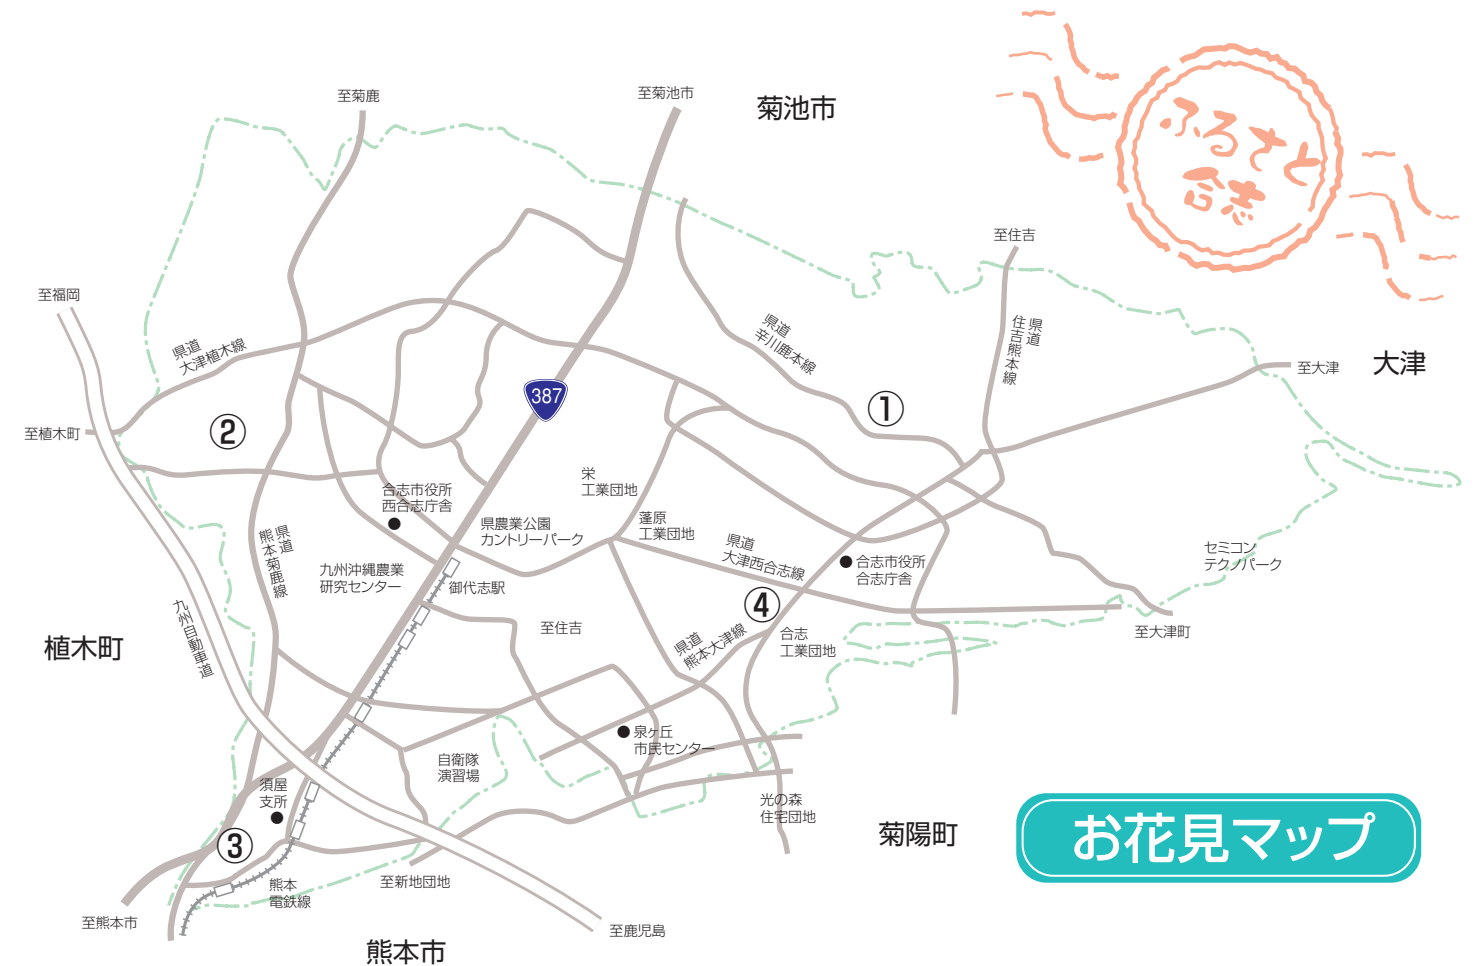 ふるさと
合志
至菊鹿
至菊池市
菊池市
至住吉
至福岡
県道
大津植木線
県道
辛川鹿本線
県道
住吉熊本線
大津
至大津
387
①
②
至植木町
合志市役所
西合志庁舎
栄
工業団地
蓬原
工業団地
県農業公園
カントリーパーク
県道
大津西合志線
合志市役所
合志庁舎
セミコン
テクノパーク
県道
熊本菊鹿線
九州沖縄農業
研究センター
御代志駅
④
九州自動車道
植木町
至住吉
県道
熊本大津線
合志
工業団地
至大津町
泉ヶ丘
市民センター
自衛隊
演習場
須屋
支所
光の森
住宅団地
菊陽町
お花見マップ
③
熊本
電鉄線
至新地団地
至熊本市
熊本市
至鹿児島